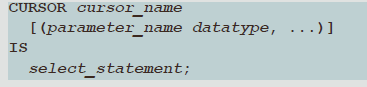 CURSOR cursor_name
[(parameter_name datatype, ...)]
IS
select_statement;